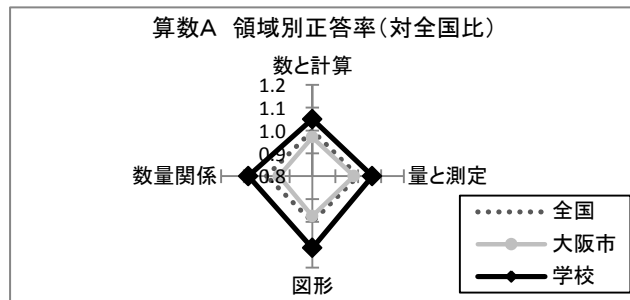 算数A 領域別正答率(対全国比)
数と計算
1.2
1.1
1.0
0.9
0.8
数量関係
量と測定
図形
全国
大阪市
学校